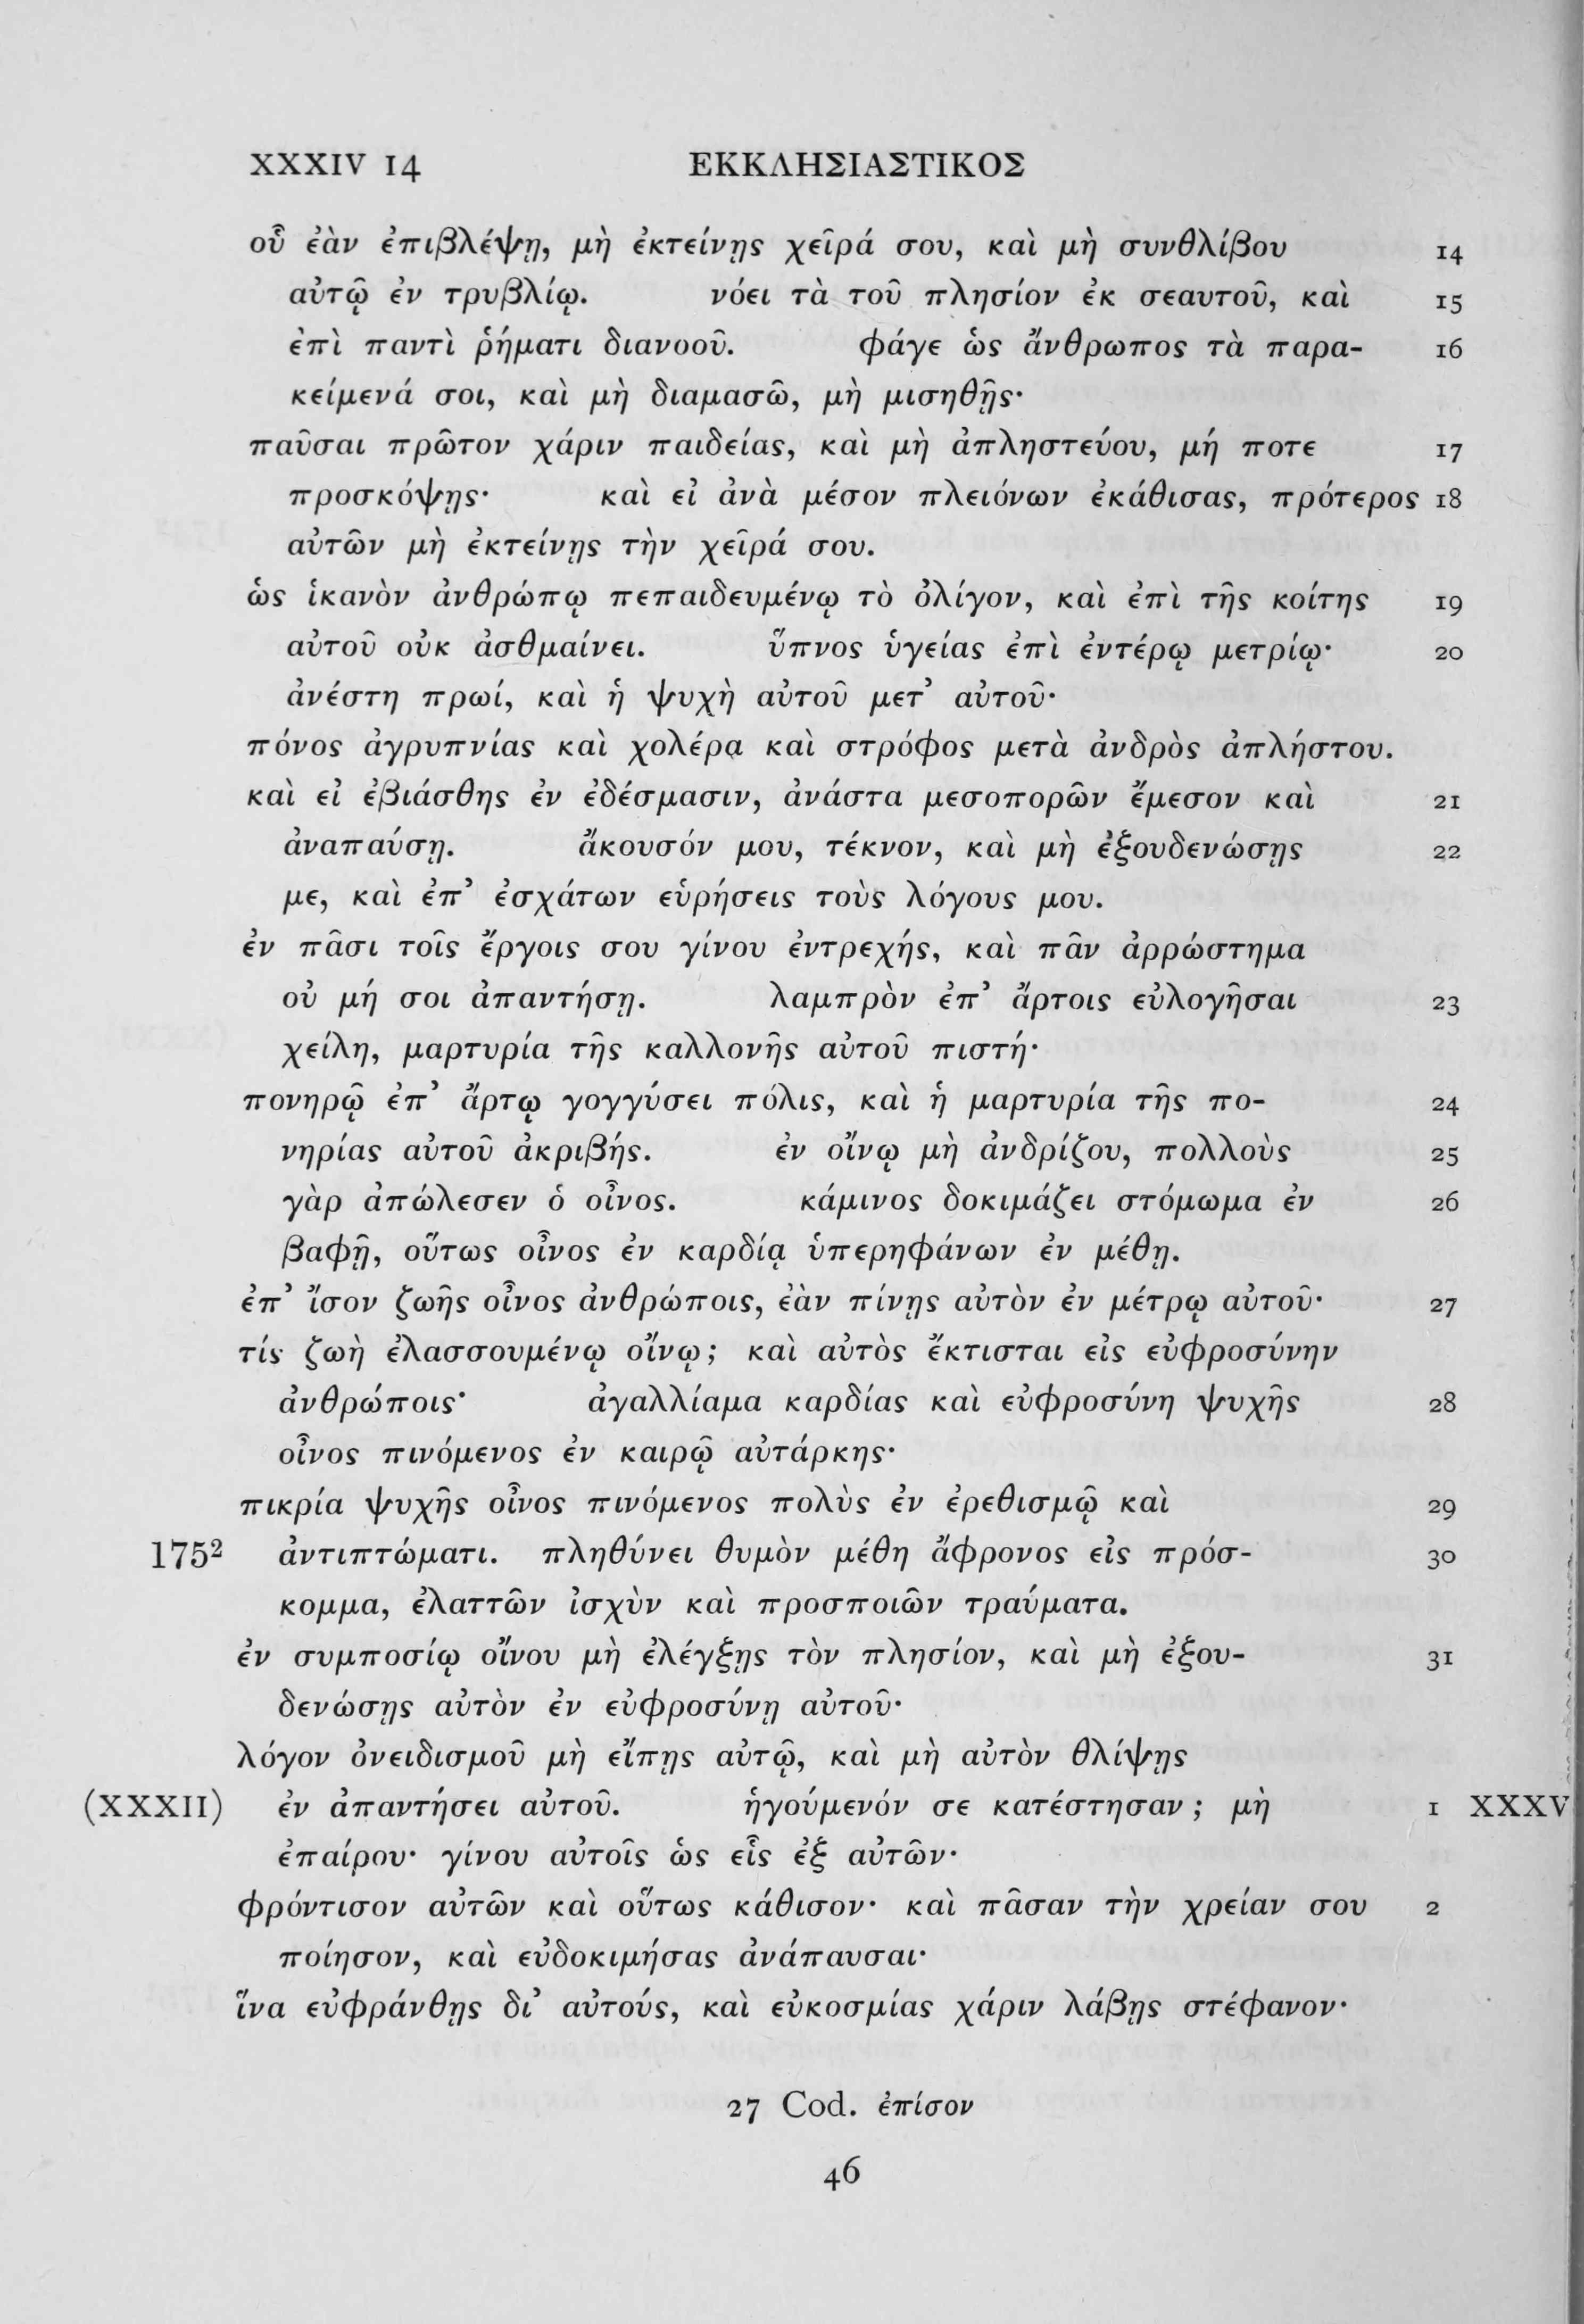 XXXIV 14 ΕΚΚΛΗΣΙΑΣΤΙΚΟΣ
οὗ ἐὰν ἐπιβλέψῃ, μὴ ἐκτείνῃς χεῖρά σου, καὶ μὴ συνθλίβου 14
αὐτῷ ἐν τρυβλίῳ. νόει τὰ τοῦ πλησίον ἐκ σεαυτοῦ, καὶ 15
ἐπὶ παντὶ ῥήματι διανοοῦ. φάγε ὡς ἄνθρωπος τὰ παρα- 16
κείμενά σοι, καὶ μὴ διαμασῶ, μὴ μισηθῇς·
παῦσαι πρῶτον χάριν παιδείας, καὶ μὴ ἀπληστεύου, μή ποτε 17
προσκόψῃς· καὶ εἰ ἀνὰ μέσον πλειόνων ἐκάθισας, πρότερος 18
αὐτῶν μὴ ἐκτείνῃς τὴν χεῖρά σου.
ὡς ἱκανὸν ἀνθρώπῳ πεπαιδευμένῳ τὸ ὀλίγον, καὶ ἐπὶ τῆς κοίτης 19
αὐτοῦ οὐκ ἀσθμαίνει. ὕπνος ὑγείας ἐπὶ ἐντέρῳ μετρίῳ· 20
ἀνέστη πρωί, καὶ ἡ ψυχὴ αὐτοῦ μετʼ αὐτοῦ·
πόνος ἀγρυπνίας καὶ χολέρᾳ καὶ στρόφος μετὰ ἀνδρὸς ἀπλήστου.
καὶ εἰ ἐβιάσθης ἐν ἐδέσμασιν, ἀνάστα μεσοπορῶν ἔμεσον καὶ 21
ἀναπαύσῃ. ἄκουσόν μου, τέκνον, καὶ μὴ ἐξουδενώσῃς 22
με, καὶ ἐπʼ ἐσχάτων εὑρήσεις τοὺς λόγους μου.
ἐν πᾶσι τοῖς ἔργοις σου γίνου ἐντρεχής, καὶ πᾶν ἀρρώστημα
οὐ μή σοι ἀπαντήσῃ. λαμπρὸν ἐπʼ ἄρτοις εὐλογῆσαι 23
χείλη, μαρτυρία τῆς καλλονῆς αὐτοῦ πιστή·
πονηρῷ ἐπʼ ἄρτῳ γογγύσει πόλις, καὶ ἡ μαρτυρία τῆς πο- 24
νηρίας αὐτοῦ ἀκριβής. ἐν οἴνῳ μὴ ἀνδρίζου, πολλοὺς 25
γὰρ ἀπώλεσεν ὁ οἶνος. κάμινος δοκιμάζει στόμωμα ἐν 26
βαφῇ, οὕτως οἶνος ἐν καρδίᾳ ὑπερηφάνων ἐν μέθῃ.
ἐπʼ ἴσον ζωῆς οἶνος ἀνθρώποις, ἐὰν πίνῃς αὐτὸν ἐν μέτρῳ αὐτοῦ· 27
τίς ζωὴ ἐλασσουμένῳ οἴνῳ; καὶ αὐτὸς ἔκτισται εἰς εὐφροσύνην
ἀνθρώποις· ἀγαλλίαμα καρδίας καὶ εὐφροσύνη ψυχῆς 28
οἶνος πινόμενος ἐν καιρῷ αὐτάρκης·
πικρία ψυχῆς οἶνος πινόμενος πολὺς ἐν ἐρεθισμῷ καὶ 29
175² ἀντιπτώματι. πληθύνει θυμὸν μέθη ἄφρονος εἰς πρόσ- 30
κομμα, ἐλαττῶν ἰσχὺν καὶ προσποιῶν τραύματα.
ἐν συμποσίῳ οἴνου μὴ ἐλέγξῃς τὸν πλησίον, καὶ μὴ ἐξου- 31
δενώσῃς αὐτὸν ἐν εὐφροσύνῃ αὐτοῦ·
λόγον ὀνειδισμοῦ μὴ εἴπῃς αὐτῷ, καὶ μὴ αὐτὸν θλίψῃς
(XXXII) ἐν ἀπαντήσει αὐτοῦ. ἡγούμενόν σε κατέστησαν; μὴ 1 XXXV
ἐπαίρου· γίνου αὐτοῖς ὡς εἷς ἐξ αὐτῶν·
φρόντισον αὐτῶν καὶ οὕτως κάθισον· καὶ πᾶσαν τὴν χρείαν σου 2
ποίησον, καὶ εὐδοκιμήσας ἀνάπαυσαι·
ἵνα εὐφράνθῃς διʼ αὐτούς, καὶ εὐκοσμίας χάριν λάβῃς στέφανον·
27 Cod. ἐπίσον
46